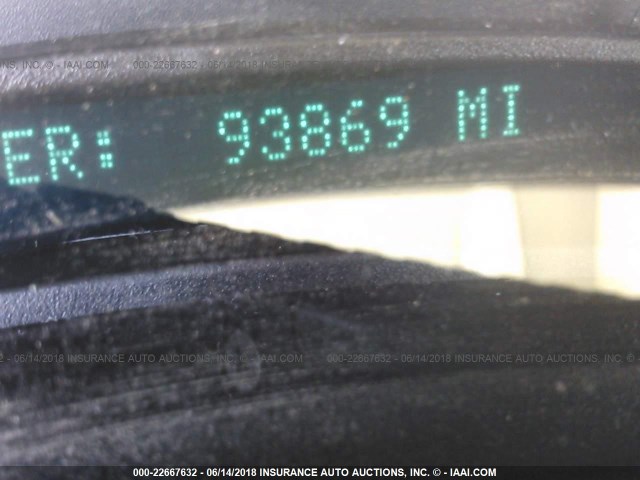 ER: 93869 MI
000-22667632 - 06/14/2018 INSURANCE AUTO AUCTIONS, INC. © - IAAI.COM